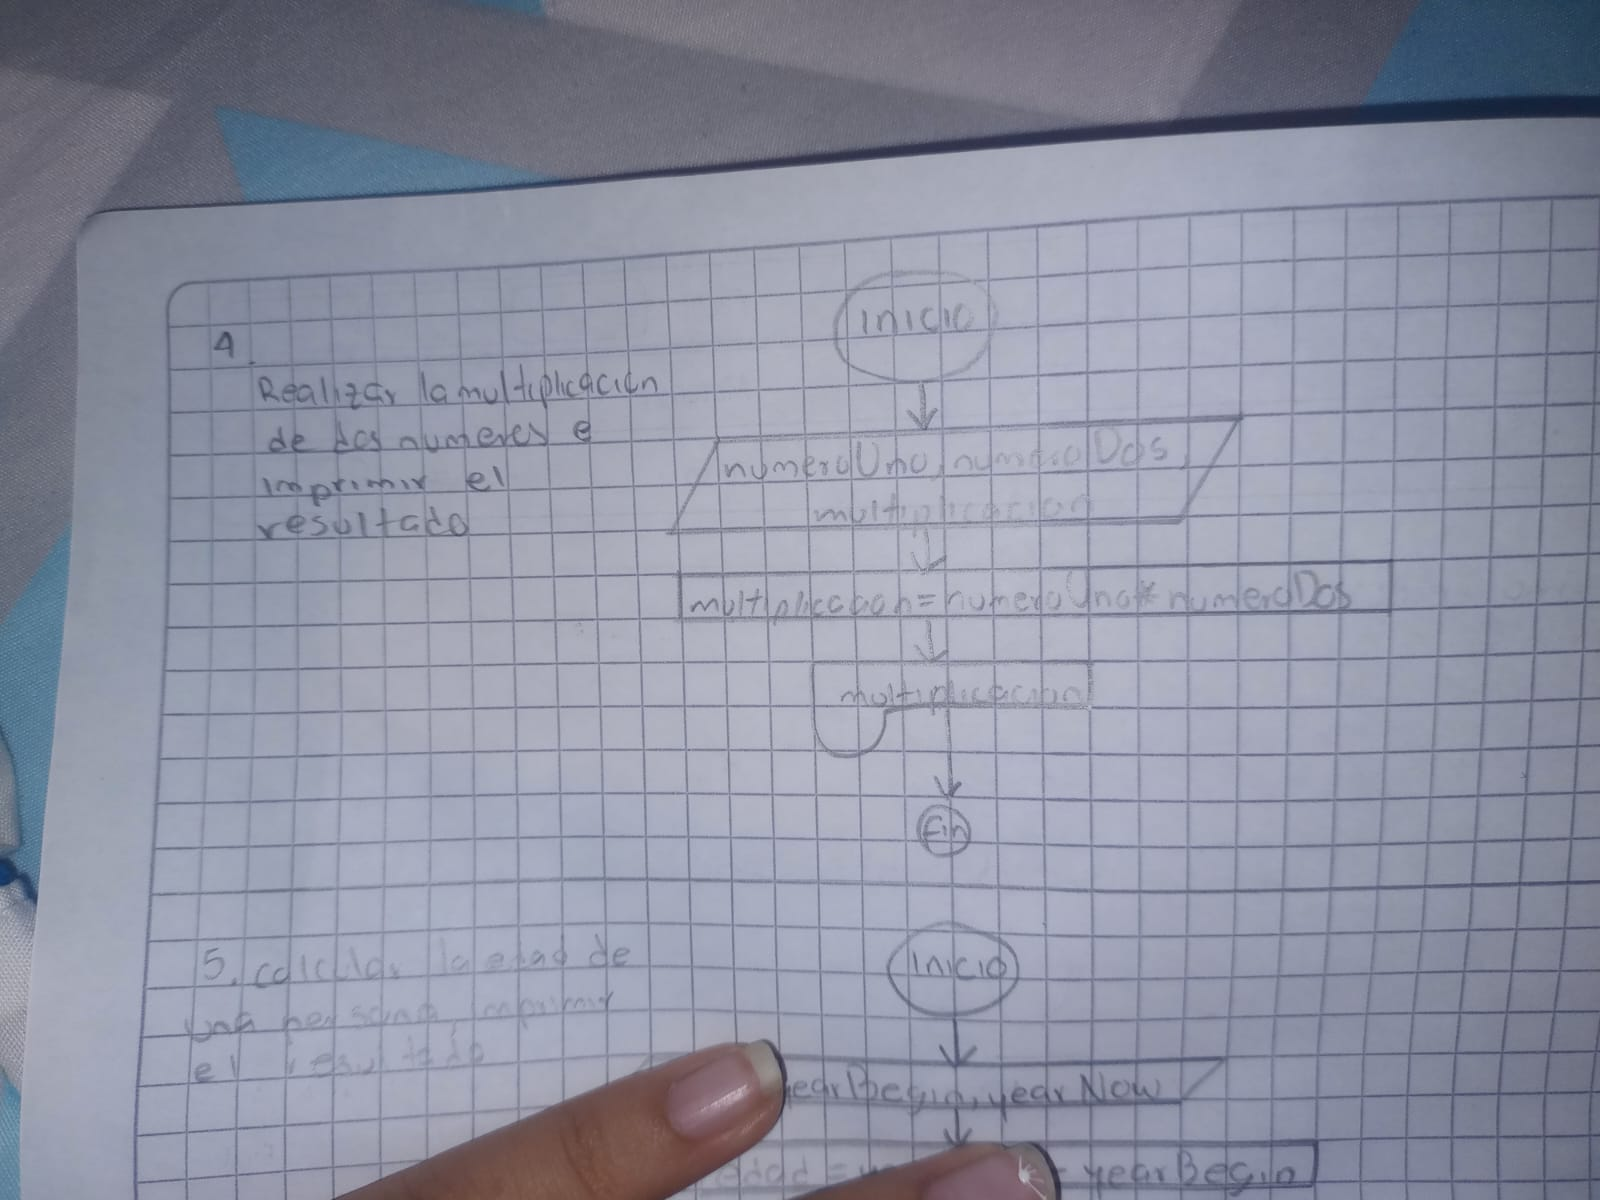 4.
Realizar la multiplicación
de dos numeros e
imprimir el
resultado
inicio
numeroUno, numeroDos
multiplicacion
multiplicacion=numeroUno*numeroDos
multiplicacion
Fin
5. calcular la edad de
una persona, imprimir
el resultado
inicio
yearBegin, yearNow
edad = - yearBegin